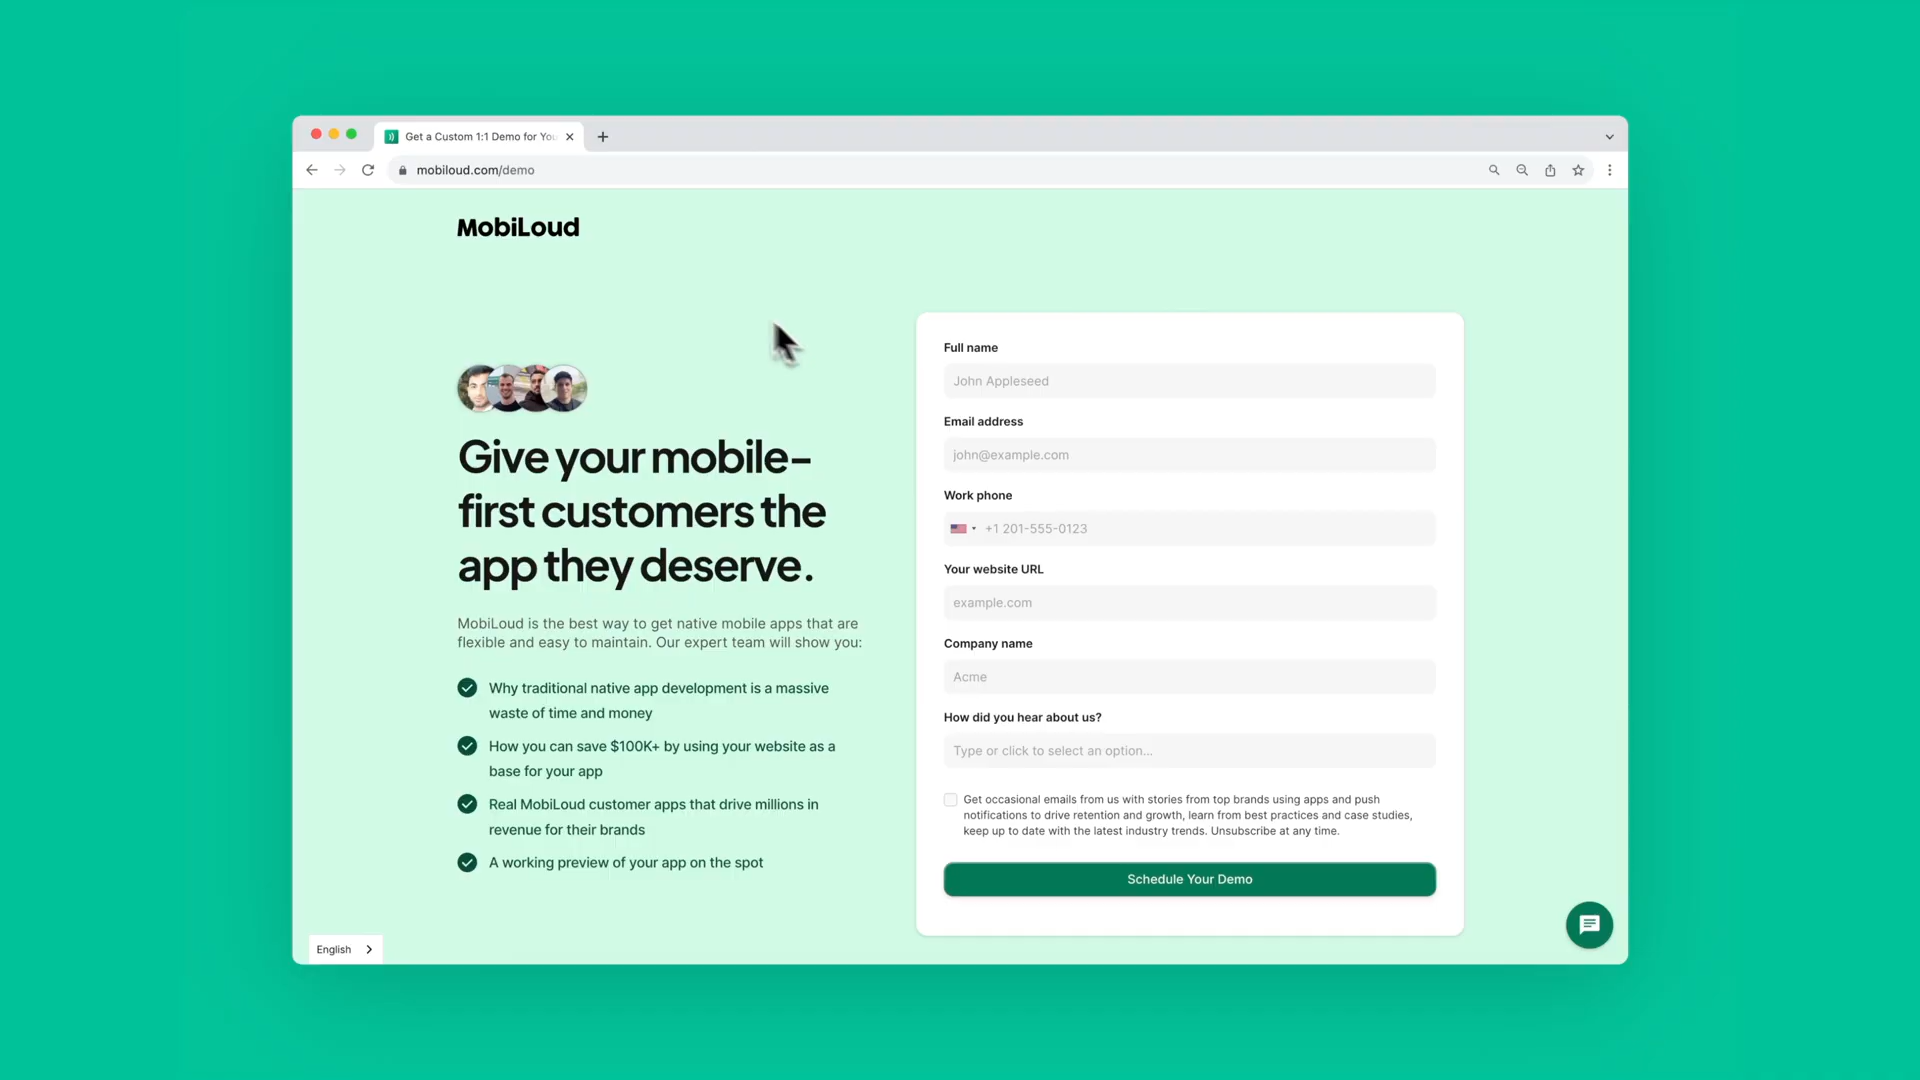 Get a Custom 1:1 Demo for You
mobiloud.com/demo
MobiLoud
Give your mobile-
first customers the
app they deserve.
MobiLoud is the best way to get native mobile apps that are
flexible and easy to maintain. Our expert team will show you:
Why traditional native app development is a massive
waste of time and money
How you can save $100K+ by using your website as a
base for your app
Real MobiLoud customer apps that drive millions in
revenue for their brands
A working preview of your app on the spot
Full name
John Appleseed
Email address
john@example.com
Work phone
+1 201-555-0123
Your website URL
example.com
Company name
Acme
How did you hear about us?
Type or click to select an option...
Get occasional emails from us with stories from top brands using apps and push
notifications to drive retention and growth, learn from best practices and case studies,
keep up to date with the latest industry trends. Unsubscribe at any time.
Schedule Your Demo
English